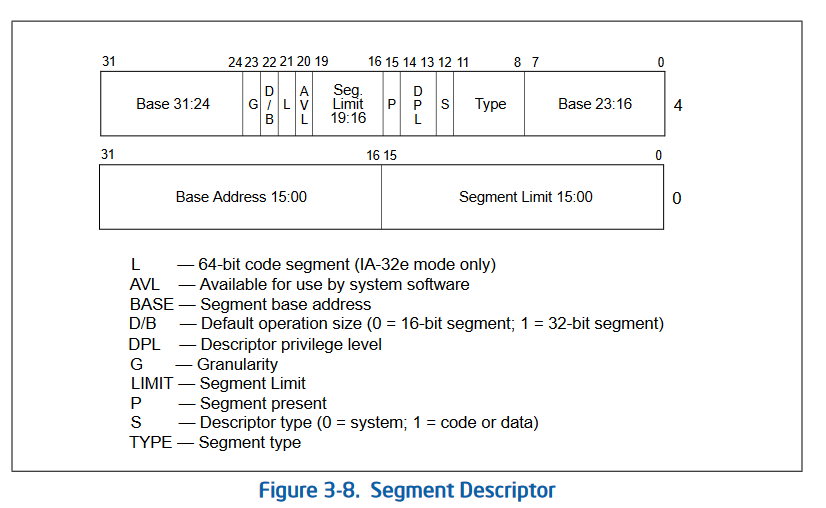 31 24 23 22 21 20 19 16 15 14 13 12 11 8 7 0
Base 31:24 G D/B L AVL Seg. Limit 19:16 P DPL S Type Base 23:16 4
31 16 15 0
Base Address 15:00 Segment Limit 15:00 0
L — 64-bit code segment (IA-32e mode only)
AVL — Available for use by system software
BASE — Segment base address
D/B — Default operation size (0 = 16-bit segment; 1 = 32-bit segment)
DPL — Descriptor privilege level
G — Granularity
LIMIT — Segment Limit
P — Segment present
S — Descriptor type (0 = system; 1 = code or data)
TYPE — Segment type
Figure 3-8. Segment Descriptor